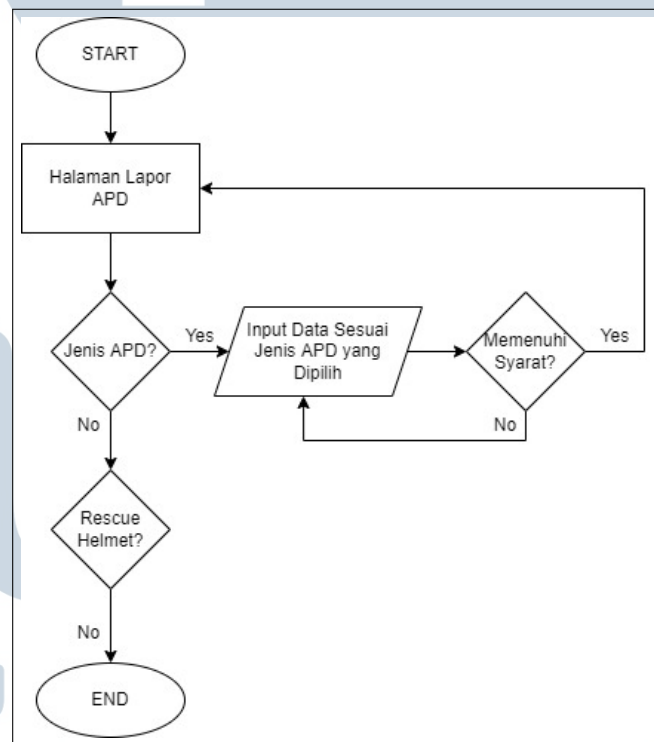 START
Halaman Lapor
APD
Jenis APD?
Yes
Input Data Sesuai
Jenis APD yang
Dipilih
Memenuhi
Syarat?
Yes
No
No
Rescue
Helmet?
No
END